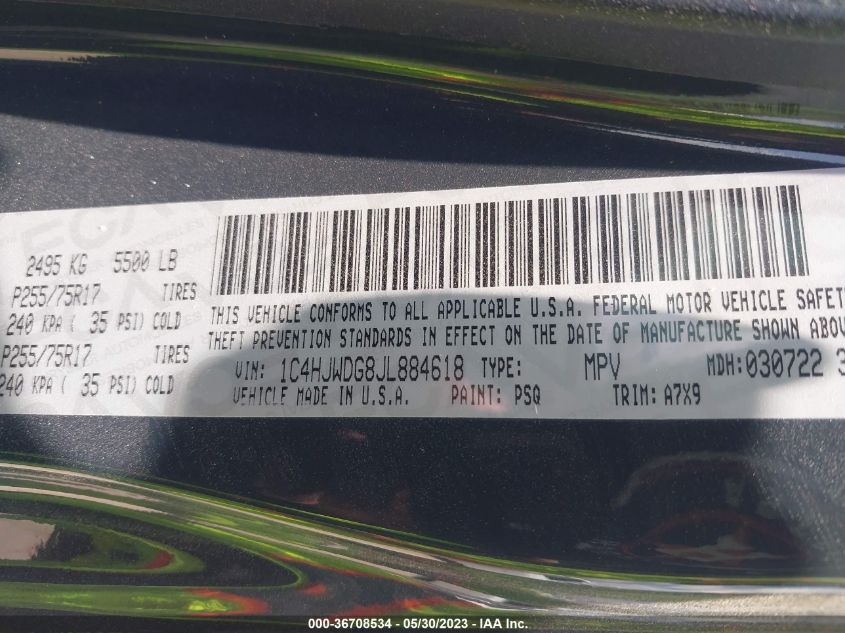 2495 KG 5500 LB
P255/75R17 TIRES
240 KPA ( 35 PSI) COLD
P255/75R17 TIRES
240 KPA ( 35 PSI) COLD
THIS VEHICLE CONFORMS TO ALL APPLICABLE U.S.A. FEDERAL MOTOR VEHICLE SAFET
THEFT PREVENTION STANDARDS IN EFFECT ON THE DATE OF MANUFACTURE SHOWN ABOV
VIN: 1C4HJWDG8JL884618 TYPE: MPV MDH: 030722 3
VEHICLE MADE IN U.S.A. PAINT: PSQ TRIM: A7X9
000-36708534 - 05/30/2023 - IAA Inc.